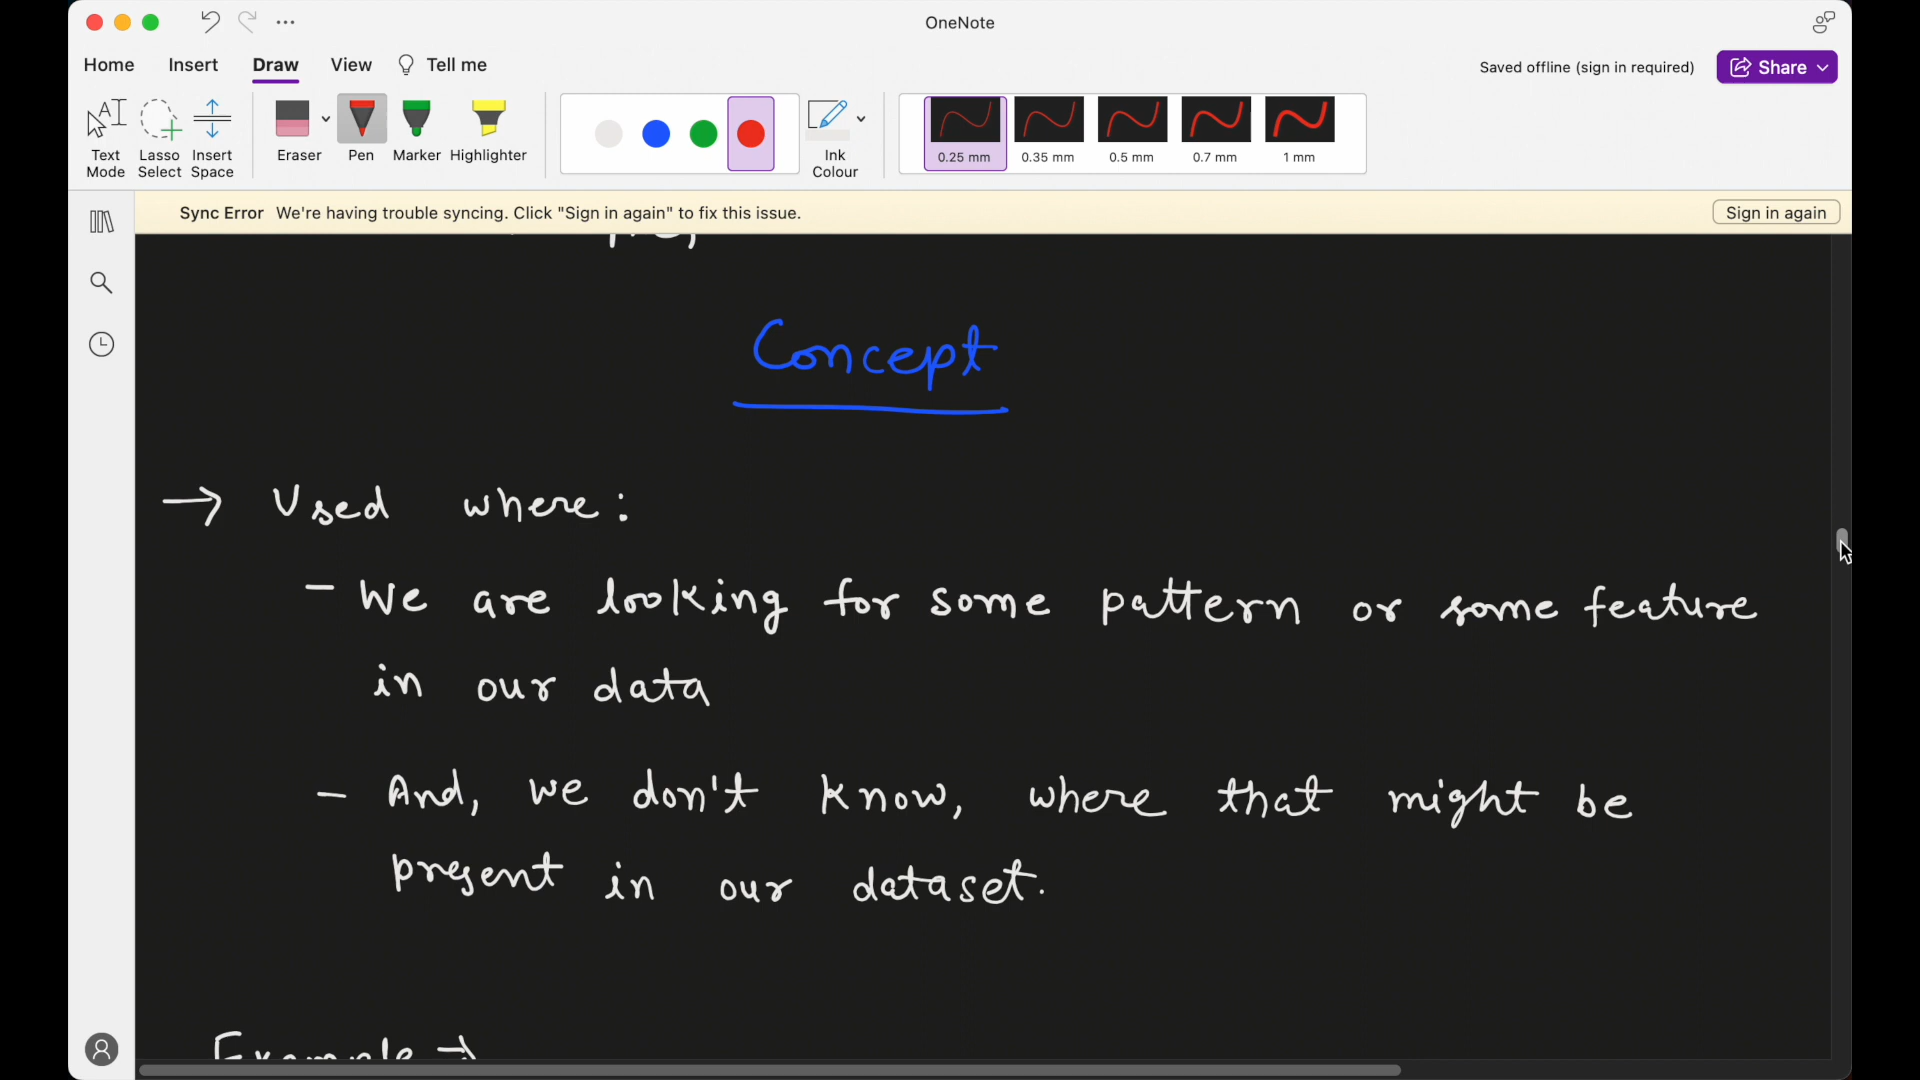 OneNote
Home Insert Draw View Tell me
Saved offline (sign in required)
Share
Text Mode
Lasso Select
Insert Space
Eraser
Pen
Marker
Highlighter
Ink Colour
0.25 mm
0.35 mm
0.5 mm
0.7 mm
1 mm
Sync Error We're having trouble syncing. Click "Sign in again" to fix this issue.
Sign in again
Concept
→ Used where:
- We are looking for some pattern or some feature
in our data
- And, we don't know, where that might be
present in our dataset.
Example →